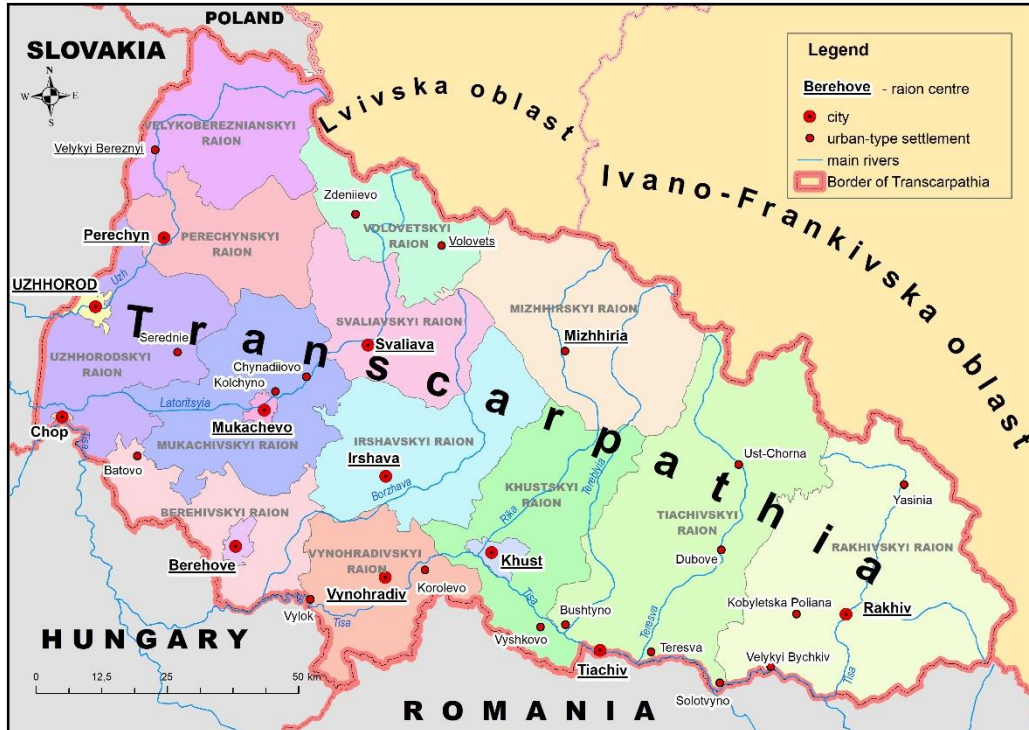 POLAND
SLOVAKIA
N
W E
S
Lvivska oblast
Ivano-Frankivska oblast
Legend
Berehove - raion centre
city
urban-type settlement
main rivers
Border of Transcarpathia
Transcarpathia
VELYKOBEREZNIANSKYI
RAION
Velykyi Bereznyi
Zdeniievo
VOLOVETSKYI
RAION
Volovets
Perechyn
PERECHYNSKYI
RAION
Uzh
UZHHOROD
MIZHHIRSKYI RAION
Mizhhiria
SVALIAVSKYI RAION
Svaliava
Serednie
UZHHORODSKYI
RAION
Chynadiiovo
Kolchyno
Latoritsyia
Mukachevo
MUKACHIVSKYI RAION
Chop
Batovo
IRSHAVSKYI RAION
Irshava
Borzhava
KHUSTSKYI
RAION
Rika
Tereblyia
Ust-Chorna
TIACHIVSKYI
RAION
Yasinia
RAKHIVSKYI RAION
BEREHIVSKYI RAION
Berehove
VYNOHRADIVSKYI
RAION
Vynohradiv
Korolevo
Khust
Dubove
Kobyletska Poliana
Rakhiv
Vylok
Tisa
Tisa
Bushtyno
Vyshkovo
Teresva
Teresva
Tiachiv
Velykyi Bychkiv
Tisa
Solotvyno
HUNGARY
ROMANIA
0 12,5 25 50 km